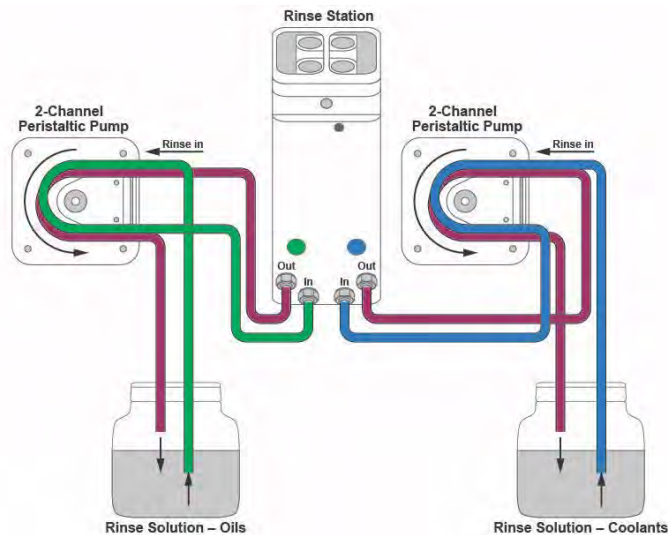 Rinse Station
2-Channel
Peristaltic Pump
Rinse in
2-Channel
Peristaltic Pump
Rinse in
Out
In
In
Out
Rinse Solution – Oils
Rinse Solution – Coolants